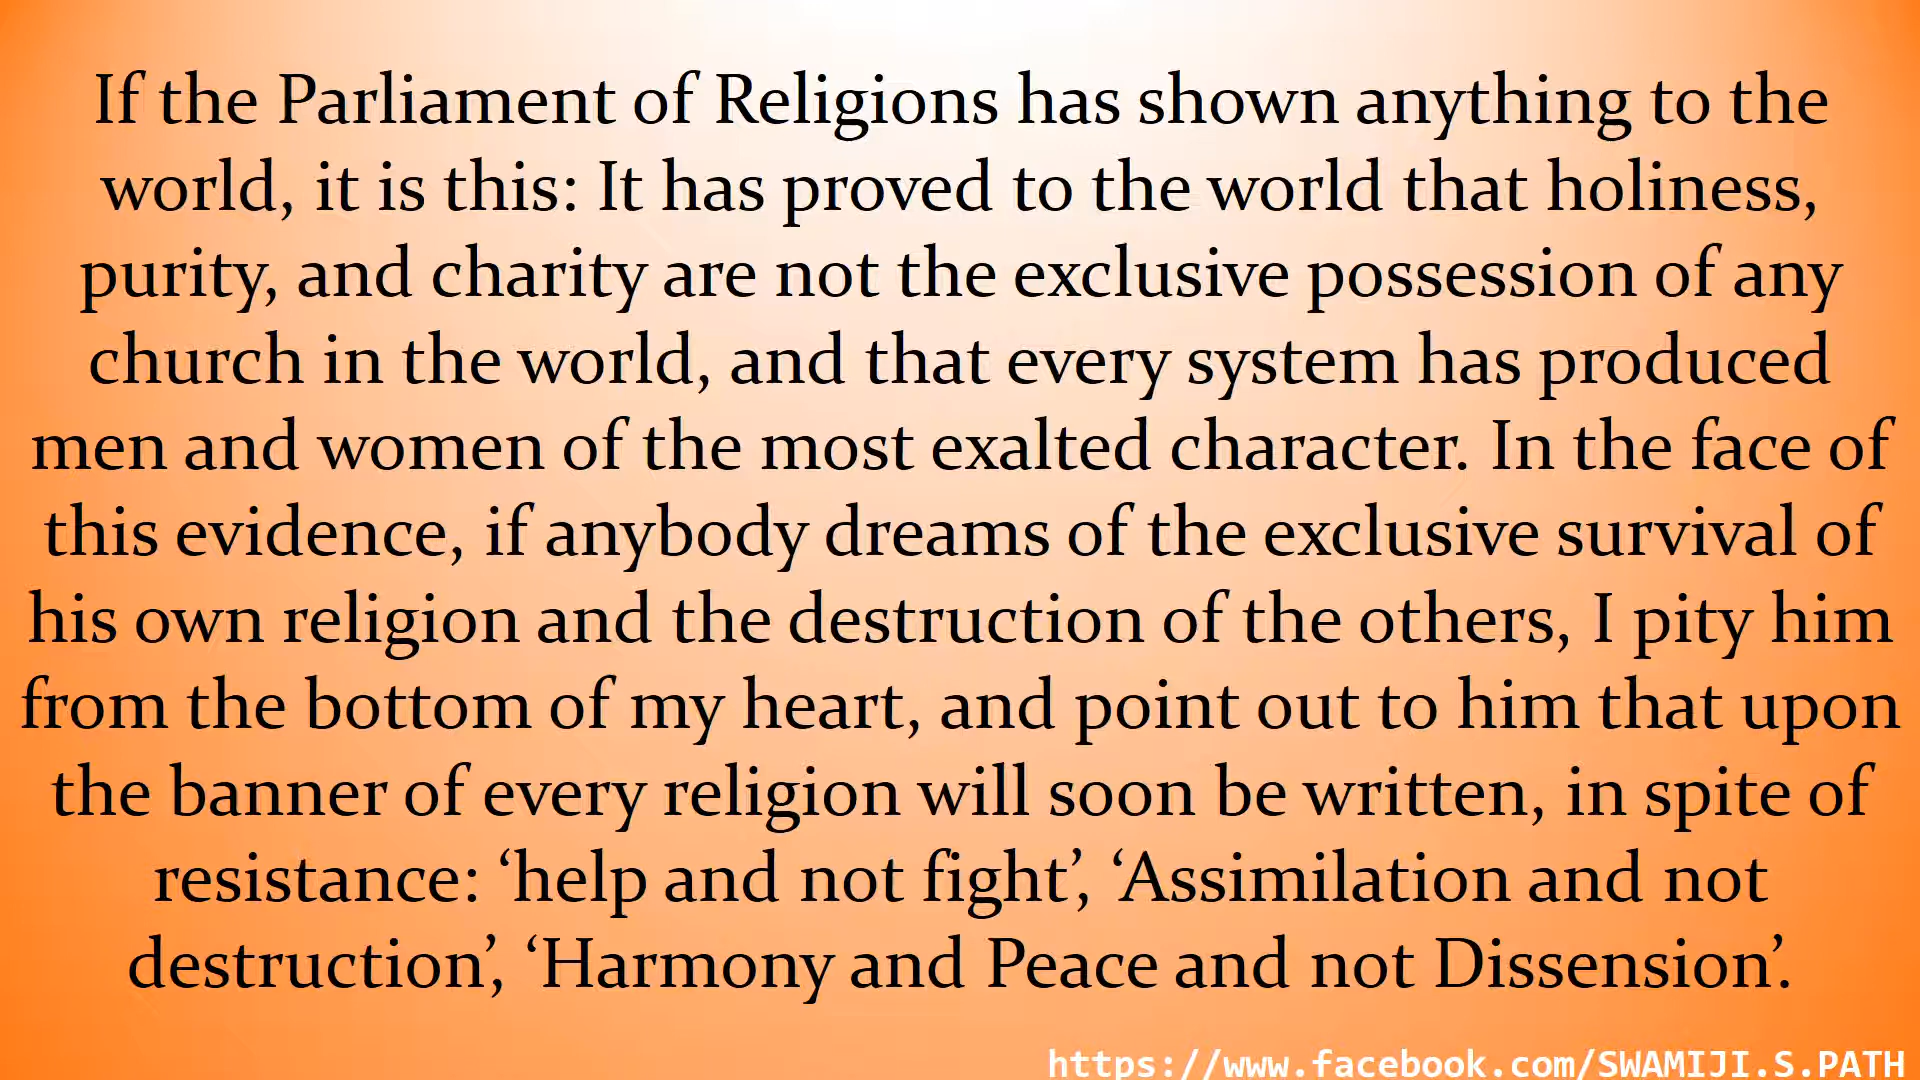 If the Parliament of Religions has shown anything to the
world, it is this: It has proved to the world that holiness,
purity, and charity are not the exclusive possession of any
church in the world, and that every system has produced
men and women of the most exalted character. In the face of
this evidence, if anybody dreams of the exclusive survival of
his own religion and the destruction of the others, I pity him
from the bottom of my heart, and point out to him that upon
the banner of every religion will soon be written, in spite of
resistance: ‘help and not fight’, ‘Assimilation and not
destruction’, ‘Harmony and Peace and not Dissension’.
https://www.facebook.com/SWAMIJI.S.PATH